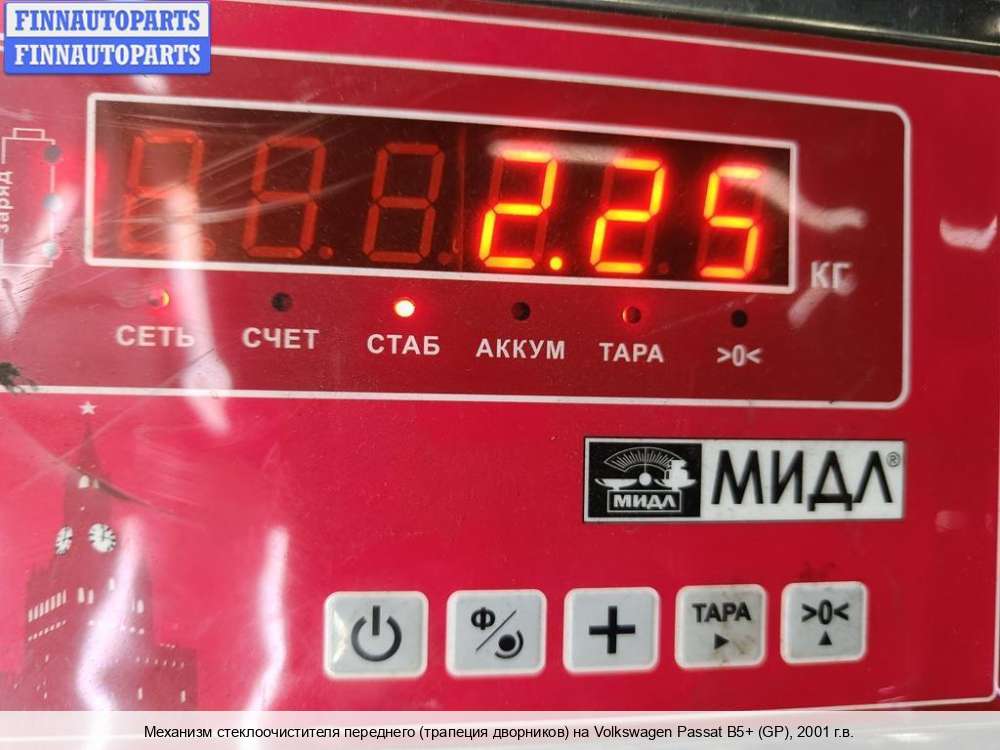 FINNAUTOPARTS
FINNAUTOPARTS
заряд
2.25
КГ
СЕТЬ СЧЕТ СТАБ АККУМ ТАРА >0<
МИДЛ МИДЛ®
Ф ТАРА >0<
Механизм стеклоочистителя переднего (трапеция дворников) на Volkswagen Passat B5+ (GP), 2001 г.в.